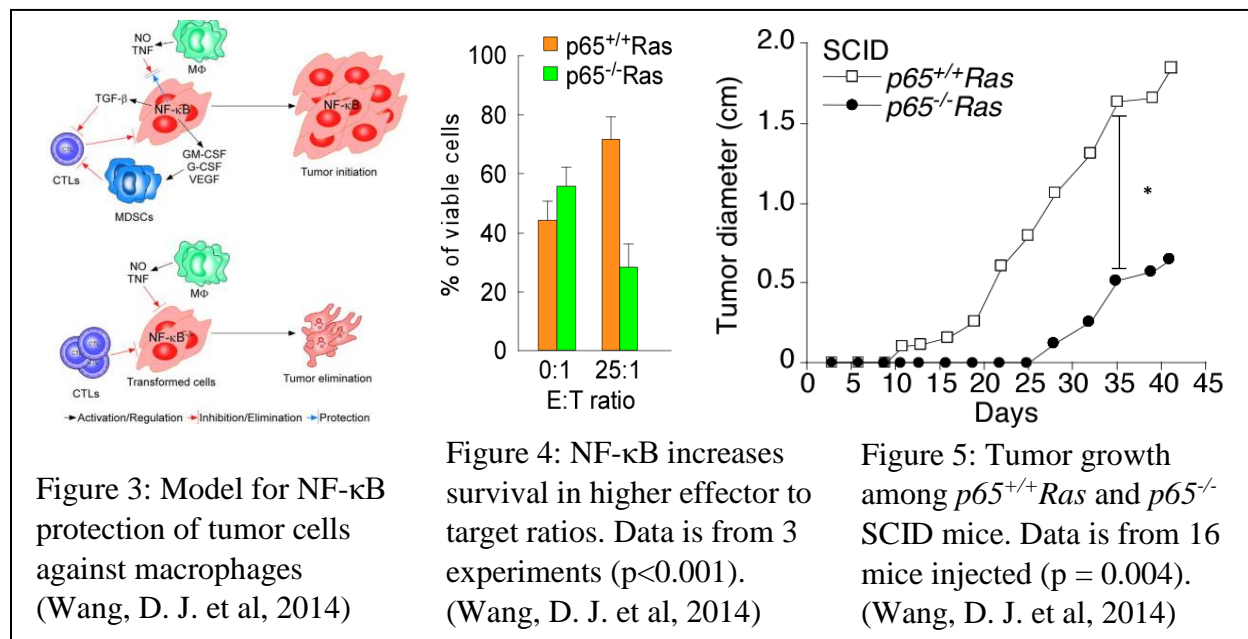 NO
TNF
MΦ
TGF-β
NF-κB
NF-κB
CTL
CTLs
GM-CSF
G-CSF
VEGF
MDSCs
Tumor initiation
NO
TNF
MΦ
NF-κB-/-
CTLs
Transformed cells
Tumor elimination
Activation/Regulation Inhibition/Elimination Protection
Figure 3: Model for NF-κB
protection of tumor cells
against macrophages
(Wang, D. J. et al, 2014)
p65+/+Ras
p65-/-Ras
% of viable cells
100
80
60
40
20
0
0:1 25:1
E:T ratio
Figure 4: NF-κB increases
survival in higher effector to
target ratios. Data is from 3
experiments (p<0.001).
(Wang, D. J. et al, 2014)
SCID
p65+/+Ras
p65-/-Ras
Tumor diameter (cm)
2.0
1.5
1.0
0.5
0
*
0 5 10 15 20 25 30 35 40 45
Days
Figure 5: Tumor growth
among p65+/+Ras and p65-/-
SCID mice. Data is from 16
mice injected (p = 0.004).
(Wang, D. J. et al, 2014)